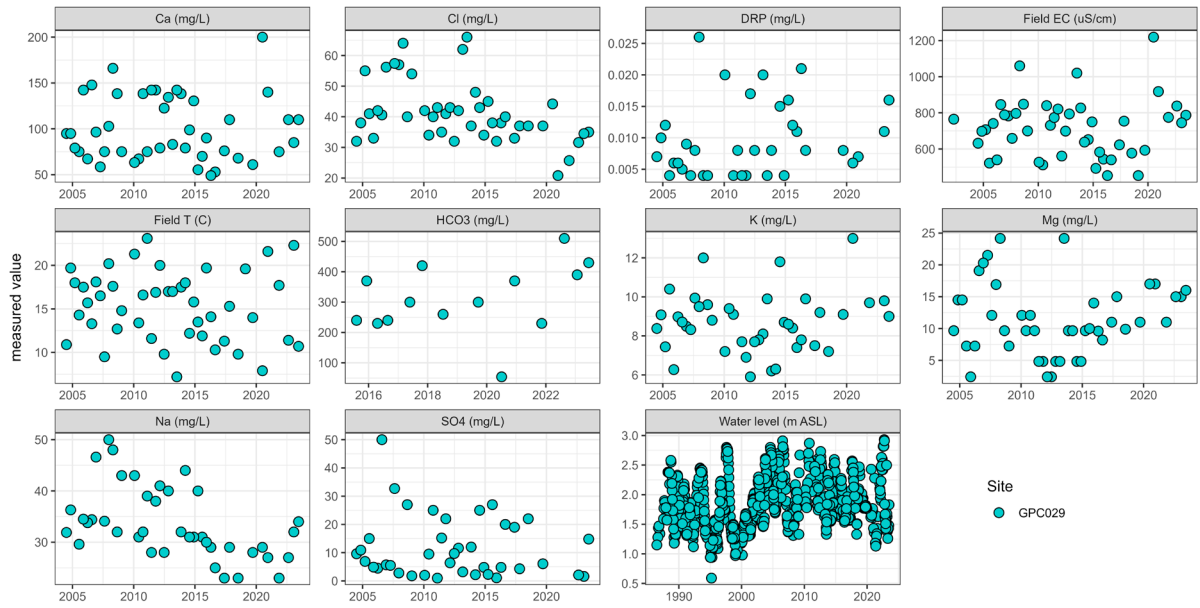 Ca (mg/L)
Cl (mg/L)
DRP (mg/L)
Field EC (uS/cm)
200
150
100
50
2005 2010 2015 2020
60
50
40
30
20
2005 2010 2015 2020
0.025
0.020
0.015
0.010
0.005
2005 2010 2015 2020
1200
1000
800
600
2005 2010 2015 2020
measured value
Field T (C)
HCO3 (mg/L)
K (mg/L)
Mg (mg/L)
20
15
10
2005 2010 2015 2020
500
400
300
200
100
2016 2018 2020 2022
12
10
8
6
2005 2010 2015 2020
25
20
15
10
5
2005 2010 2015 2020
Na (mg/L)
SO4 (mg/L)
Water level (m ASL)
50
40
30
2005 2010 2015 2020
50
40
30
20
10
0
2005 2010 2015 2020
3.0
2.5
2.0
1.5
1.0
0.5
1990 2000 2010 2020
Site
GPC029